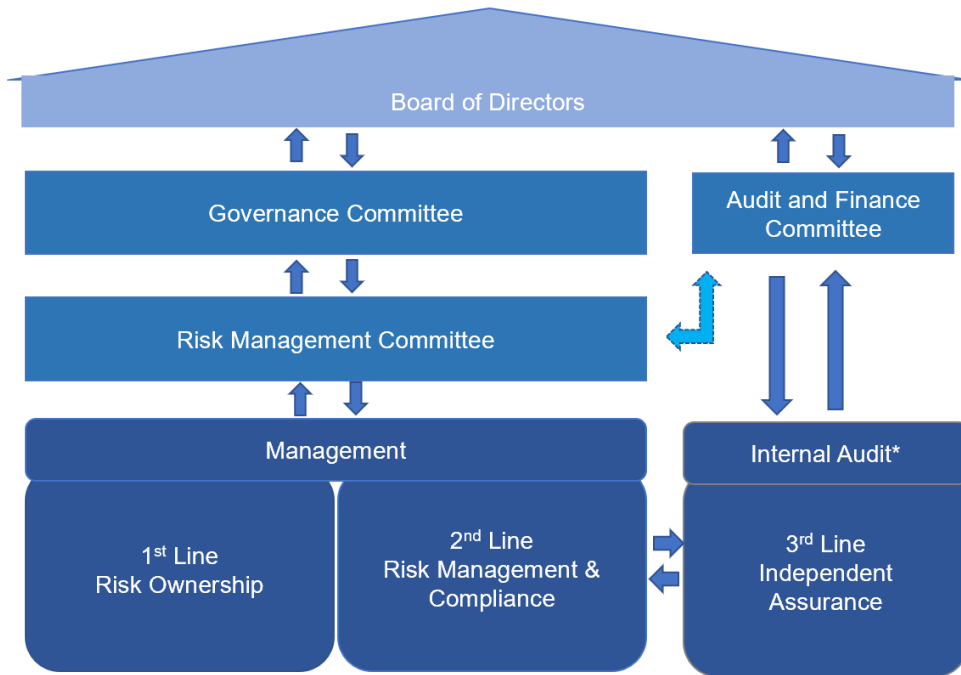 Board of Directors
Governance Committee
Audit and Finance
Committee
Risk Management Committee
Management
Internal Audit*
1st Line
Risk Ownership
2nd Line
Risk Management &
Compliance
3rd Line
Independent
Assurance